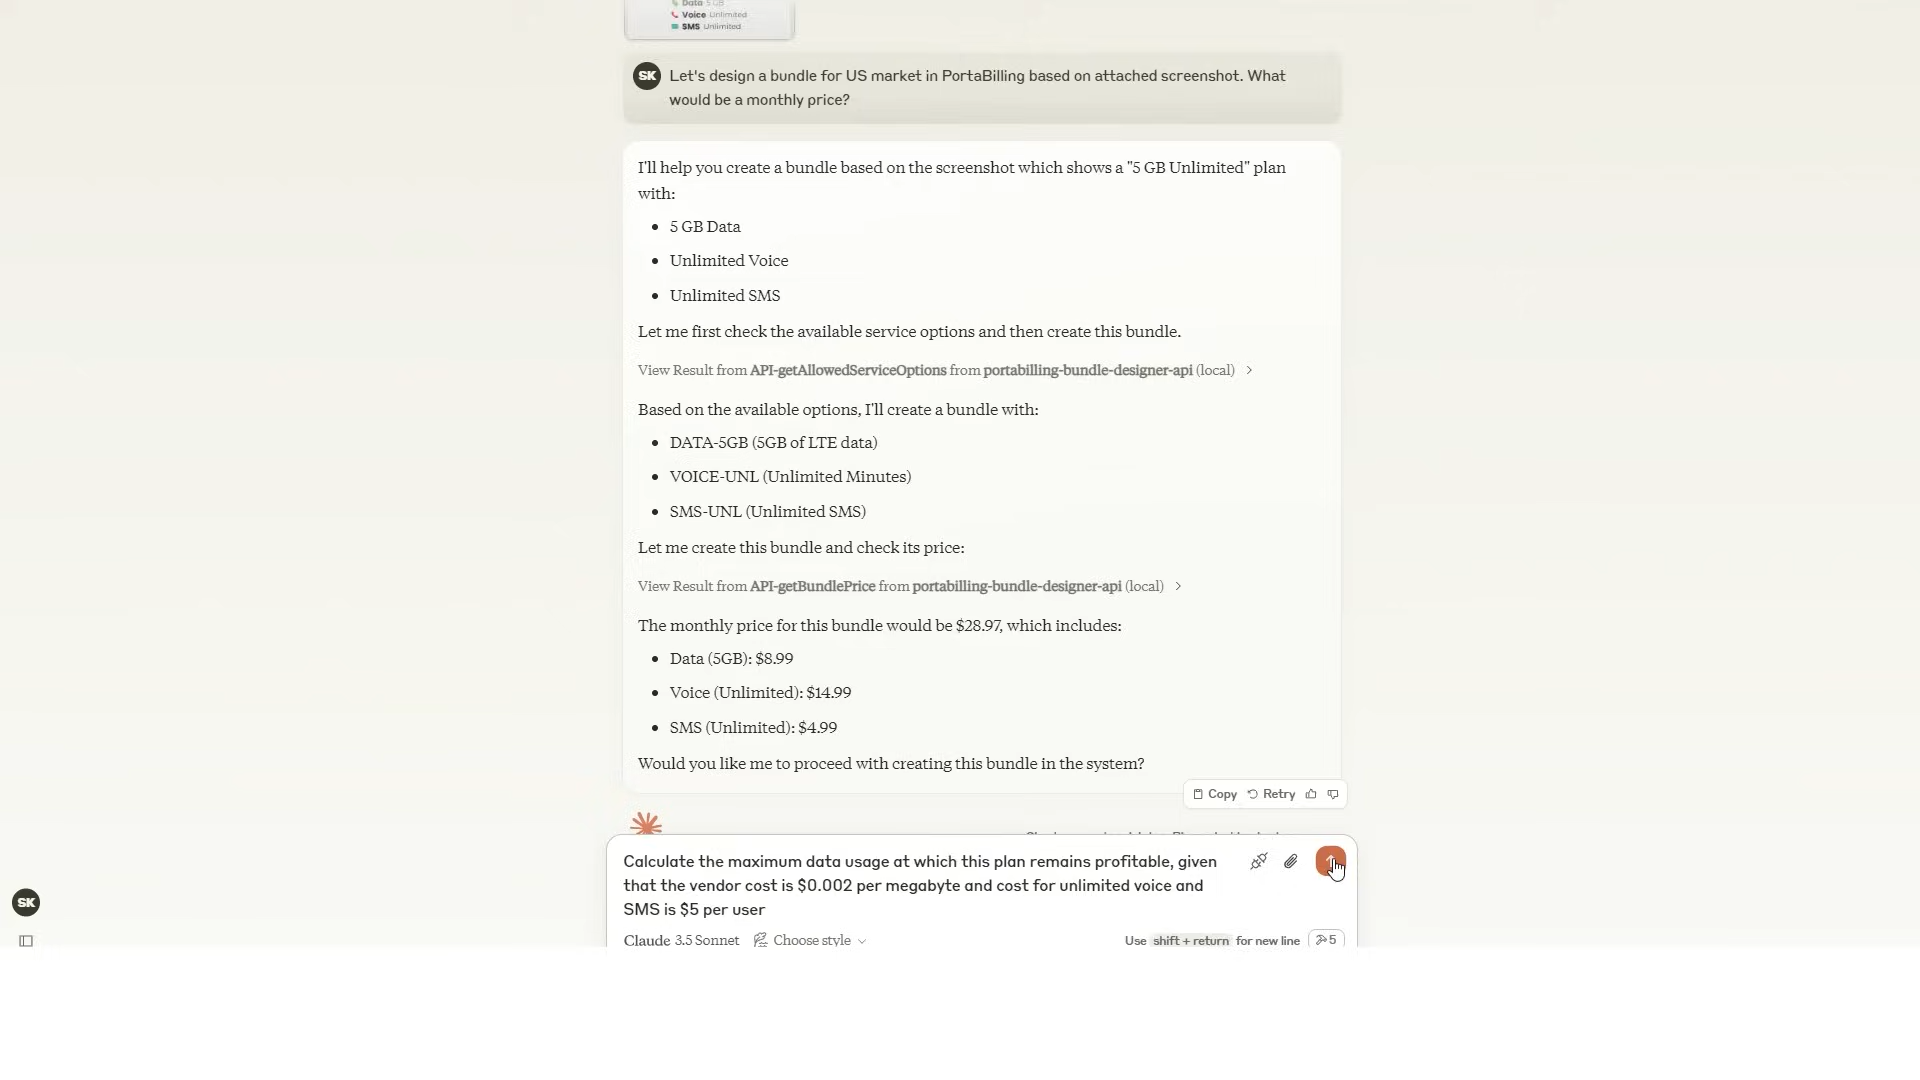 Data 5 GB
Voice Unlimited
SMS Unlimited
SK
Let's design a bundle for US market in PortaBilling based on attached screenshot. What
would be a monthly price?
I'll help you create a bundle based on the screenshot which shows a "5 GB Unlimited" plan
with:
• 5 GB Data
• Unlimited Voice
• Unlimited SMS
Let me first check the available service options and then create this bundle.
View Result from API-getAllowedServiceOptions from portabilling-bundle-designer-api (local)
Based on the available options, I'll create a bundle with:
• DATA-5GB (5GB of LTE data)
• VOICE-UNL (Unlimited Minutes)
• SMS-UNL (Unlimited SMS)
Let me create this bundle and check its price:
View Result from API-getBundlePrice from portabilling-bundle-designer-api (local)
The monthly price for this bundle would be $28.97, which includes:
• Data (5GB): $8.99
• Voice (Unlimited): $14.99
• SMS (Unlimited): $4.99
Would you like me to proceed with creating this bundle in the system?
Copy Retry
Calculate the maximum data usage at which this plan remains profitable, given
that the vendor cost is $0.002 per megabyte and cost for unlimited voice and
SMS is $5 per user
SK
Claude 3.5 Sonnet Choose style Use shift + return for new line 5